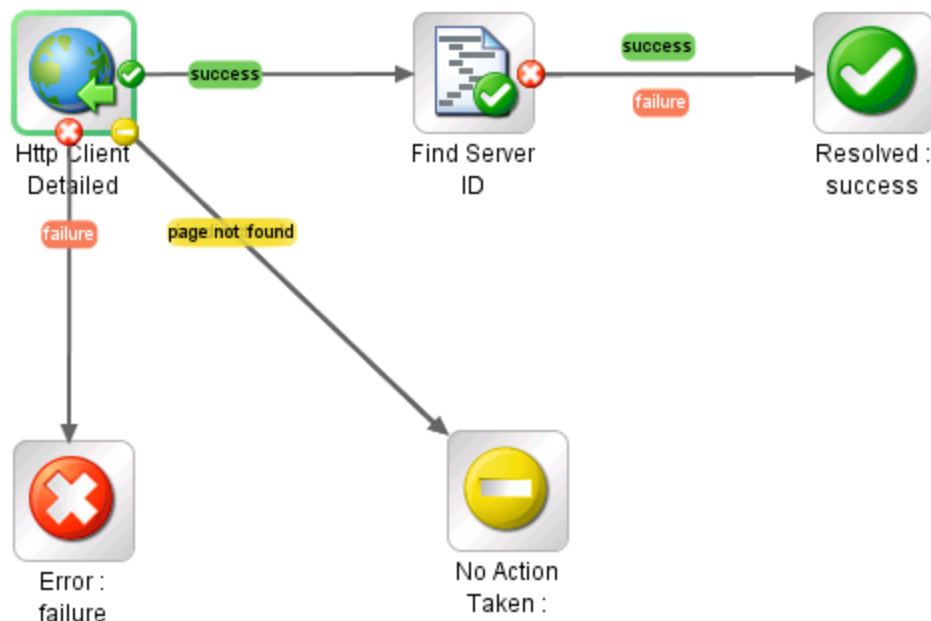 success
success
failure
Http Client
Detailed
Find Server
ID
Resolved :
success
failure
page not found
Error :
failure
No Action
Taken :